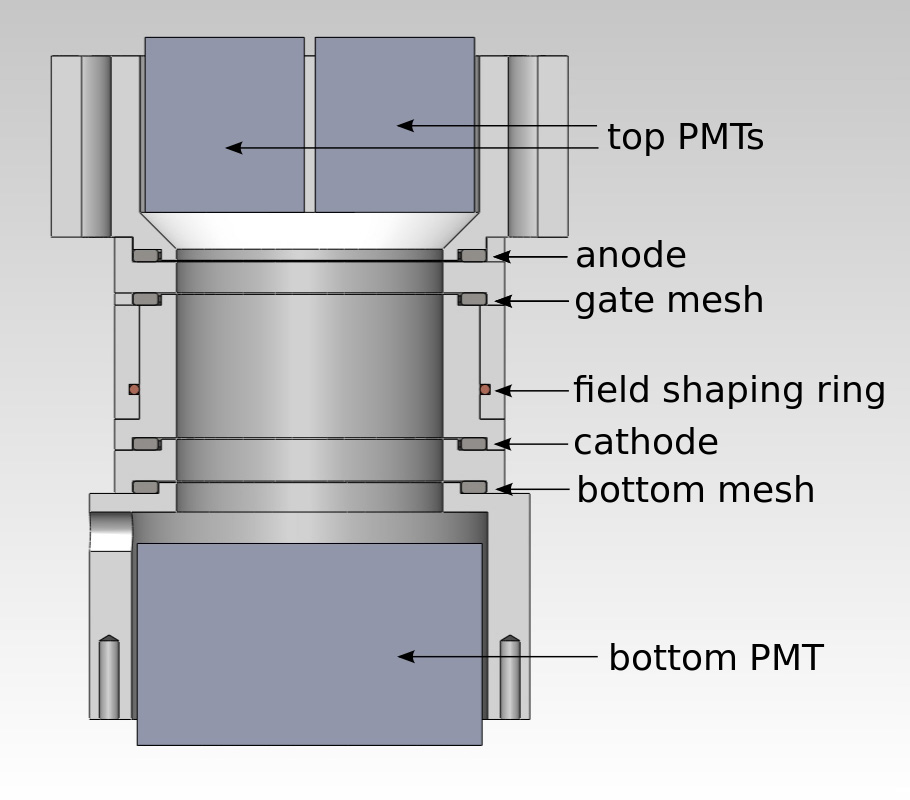 top PMTs
anode
gate mesh
field shaping ring
cathode
bottom mesh
bottom PMT